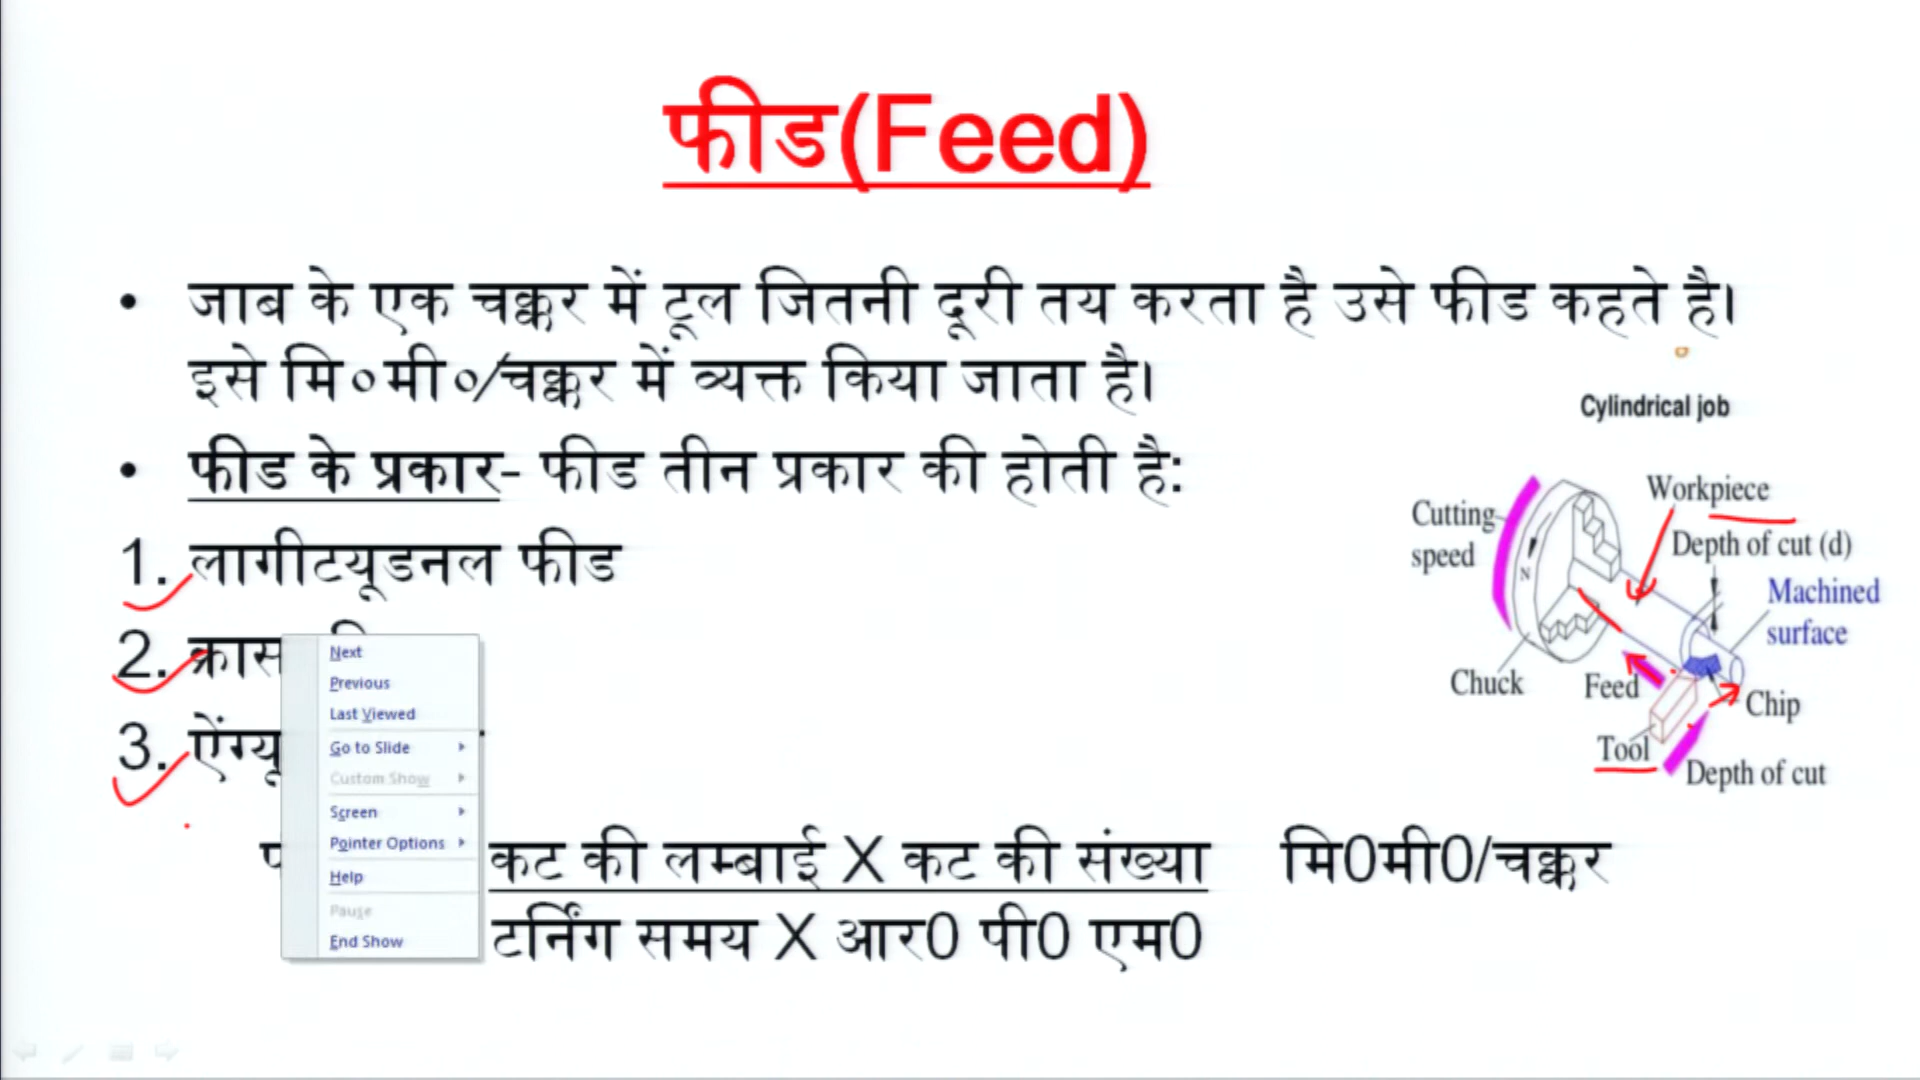 फीड(Feed)
• जाब के एक चक्कर में टूल जितनी दूरी तय करता है उसे फीड कहते है।
इसे मि०मी०/चक्कर में व्यक्त किया जाता है।
• फीड के प्रकार- फीड तीन प्रकार की होती है:
1. लागीटयूडनल फीड
2. क्रास
3.
Next
Previous
Last Viewed
Go to Slide
Custom Show
Screen
Pointer Options
Help
Pause
End Show
कट की लम्बाई X कट की संख्या मि0मी0/चक्कर
टर्निंग समय X आर0 पी0 एम0
Cylindrical job
Cutting speed
Workpiece
Depth of cut (d)
Machined surface
N
Chuck
Feed
Chip
Tool
Depth of cut